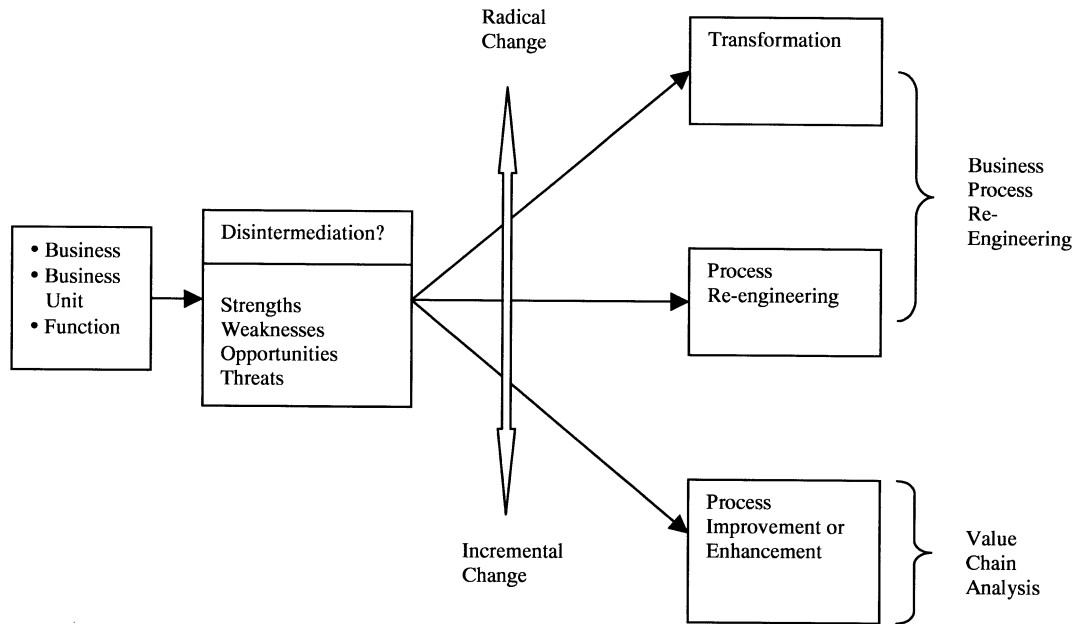 Radical
Change
Transformation
Business
Process
Re-
Engineering
• Business
• Business
Unit
• Function
Disintermediation?
Strengths
Weaknesses
Opportunities
Threats
Process
Re-engineering
Incremental
Change
Process
Improvement or
Enhancement
Value
Chain
Analysis